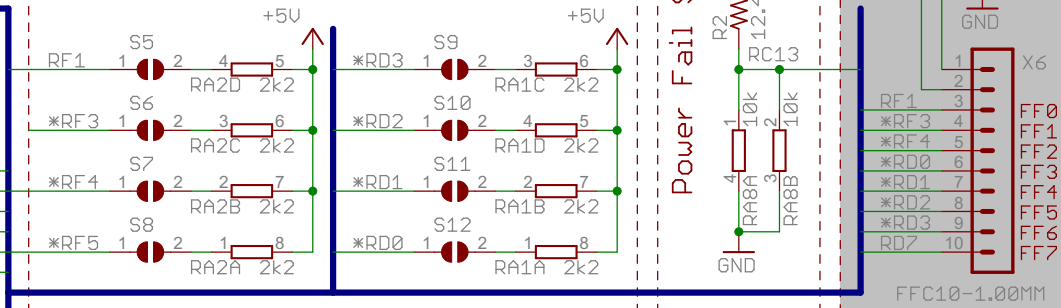 +5V
S5
RF1
1
2
4
5
RA2D
2k2
S6
*RF3
1
2
3
6
RA2C
2k2
S7
*RF4
1
2
2
7
RA2B
2k2
S8
*RF5
1
2
1
8
RA2A
2k2
+5V
S9
*RD3
1
2
3
6
RA1C
2k2
S10
*RD2
1
2
4
5
RA1D
2k2
S11
*RD1
1
2
2
7
RA1B
2k2
S12
*RD0
1
2
1
8
RA1A
2k2
Power Fail
R2
RC13
1
10k
4
RA8A
2
10k
3
RA8B
GND
GND
X6
1
2
RF1
3
FF0
*RF3
4
FF1
*RF4
5
FF2
*RD0
6
FF3
*RD1
7
FF4
*RD2
8
FF5
*RD3
9
FF6
RD7
10
FF7
FFC10-1.00MM